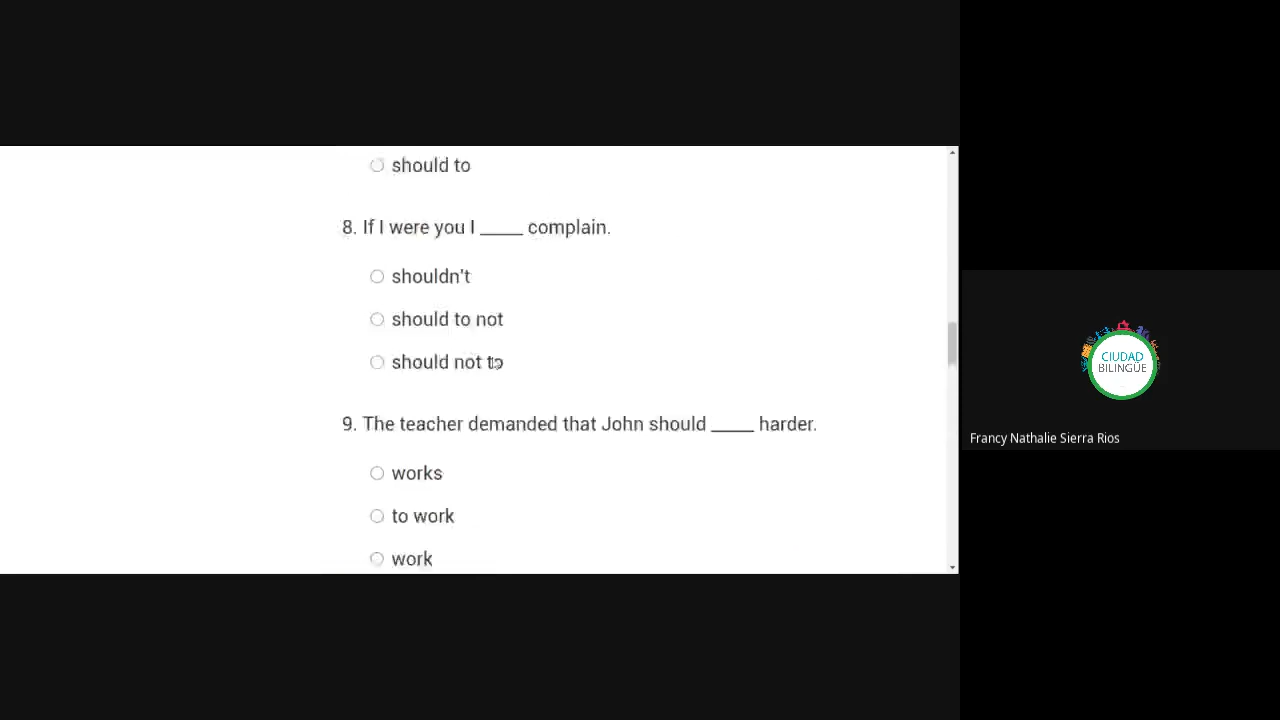 should to
8. If I were you I _____ complain.
shouldn't
should to not
should not to
9. The teacher demanded that John should _____ harder.
works
to work
work
CIUDAD
BILINGÜE
Francy Nathalie Sierra Rios